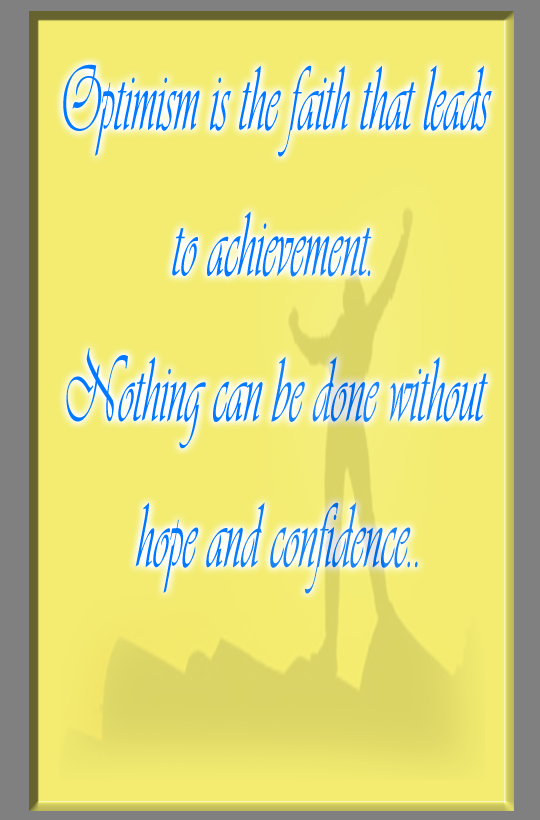 Optimism is the faith that leads
to achievement.
Nothing can be done without
hope and confidence..